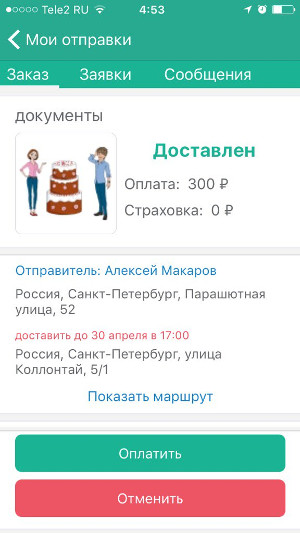 Tele2 RU 4:53
Мои отправки
Заказ Заявки Сообщения
документы
Доставлен
Оплата: 300 ₽
Страховка: 0 ₽
Отправитель: Алексей Макаров
Россия, Санкт-Петербург, Парашютная
улица, 52
доставить до 30 апреля в 17:00
Россия, Санкт-Петербург, улица
Коллонтай, 5/1
Показать маршрут
Оплатить
Отменить